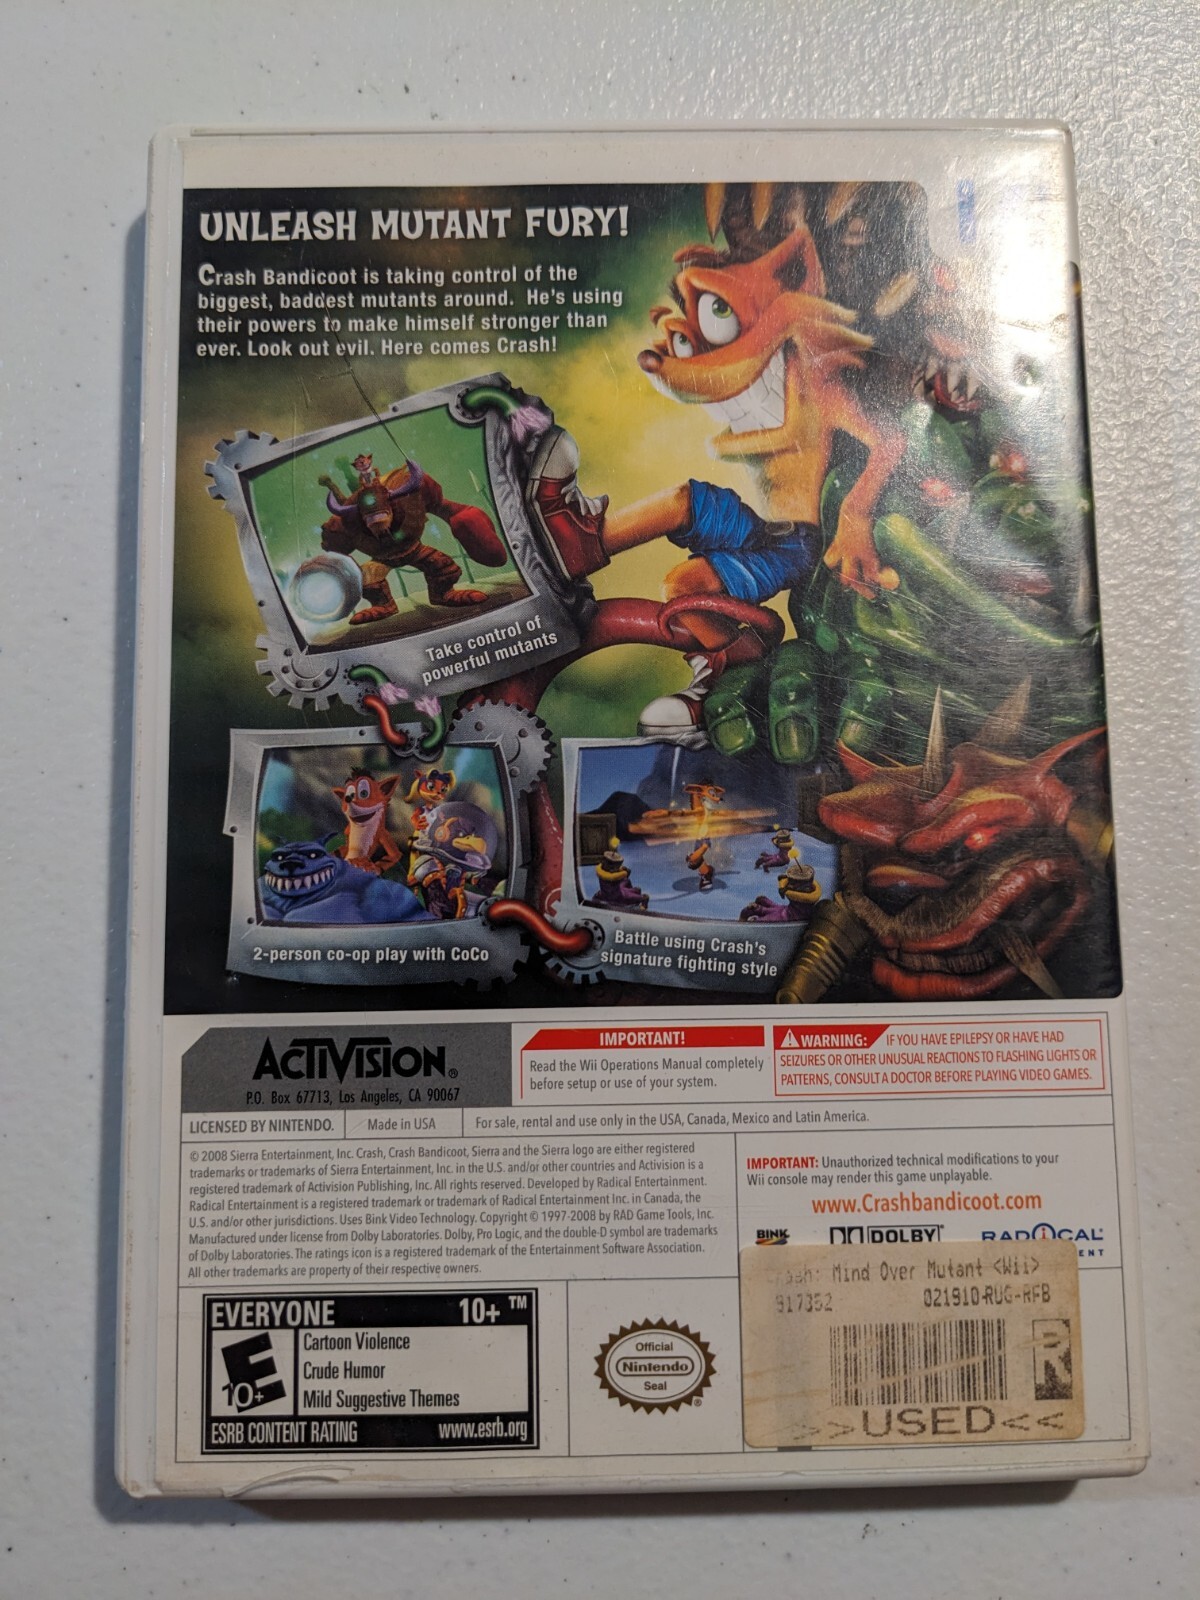 UNLEASH MUTANT FURY!
Crash Bandicoot is taking control of the
biggest, baddest mutants around. He's using
their powers to make himself stronger than
ever. Look out evil. Here comes Crash!
Take control of
powerful mutants
2-person co-op play with CoCo
Battle using Crash's
signature fighting style
ACTIVISION®
P.O. Box 67713, Los Angeles, CA 90067
IMPORTANT!
Read the Wii Operations Manual completely
before setup or use of your system.
WARNING: IF YOU HAVE EPILEPSY OR HAVE HAD
SEIZURES OR OTHER UNUSUAL REACTIONS TO FLASHING LIGHTS OR
PATTERNS, CONSULT A DOCTOR BEFORE PLAYING VIDEO GAMES.
LICENSED BY NINTENDO.
Made in USA
For sale, rental and use only in the USA, Canada, Mexico and Latin America.
© 2008 Sierra Entertainment, Inc. Crash, Crash Bandicoot, Sierra and the Sierra logo are either registered
trademarks or trademarks of Sierra Entertainment, Inc. in the U.S. and/or other countries and Activision is a
registered trademark of Activision Publishing, Inc. All rights reserved. Developed by Radical Entertainment.
Radical Entertainment is a registered trademark or trademark of Radical Entertainment Inc. in Canada, the
U.S. and/or other jurisdictions. Uses Bink Video Technology. Copyright © 1997-2008 by RAD Game Tools, Inc.
Manufactured under license from Dolby Laboratories. Dolby, Pro Logic, and the double-D symbol are trademarks
of Dolby Laboratories. The ratings icon is a registered trademark of the Entertainment Software Association.
All other trademarks are property of their respective owners.
IMPORTANT: Unauthorized technical modifications to your
Wii console may render this game unplayable.
www.Crashbandicoot.com
BINK
DOLBY
RADICAL
ENT
Mind Over Mutant <Wii>
917352
021910-RUG-RFB
R
>>USED<<
EVERYONE 10+ ™
E
10+
Cartoon Violence
Crude Humor
Mild Suggestive Themes
ESRB CONTENT RATING www.esrb.org
Official
Nintendo
Seal
®